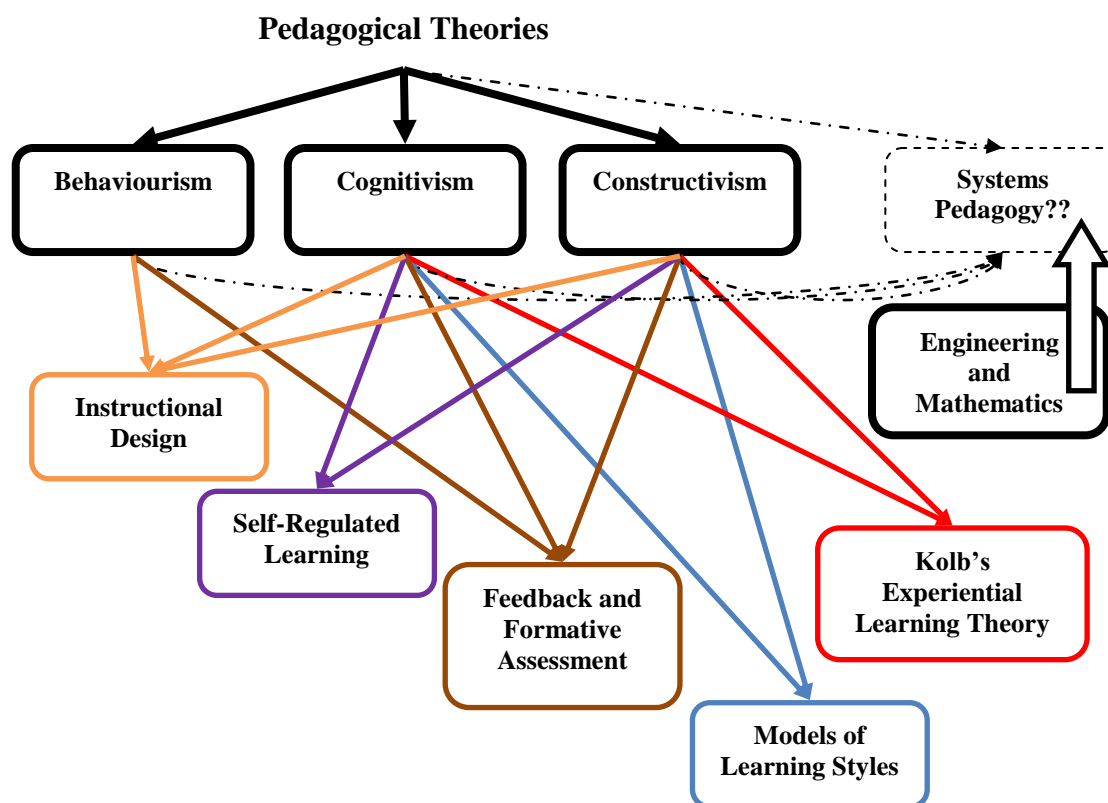 Pedagogical Theories
Behaviourism
Cognitivism
Constructivism
Systems
Pedagogy??
Engineering
and
Mathematics
Instructional
Design
Self-Regulated
Learning
Feedback and
Formative
Assessment
Kolb’s
Experiential
Learning Theory
Models of
Learning Styles